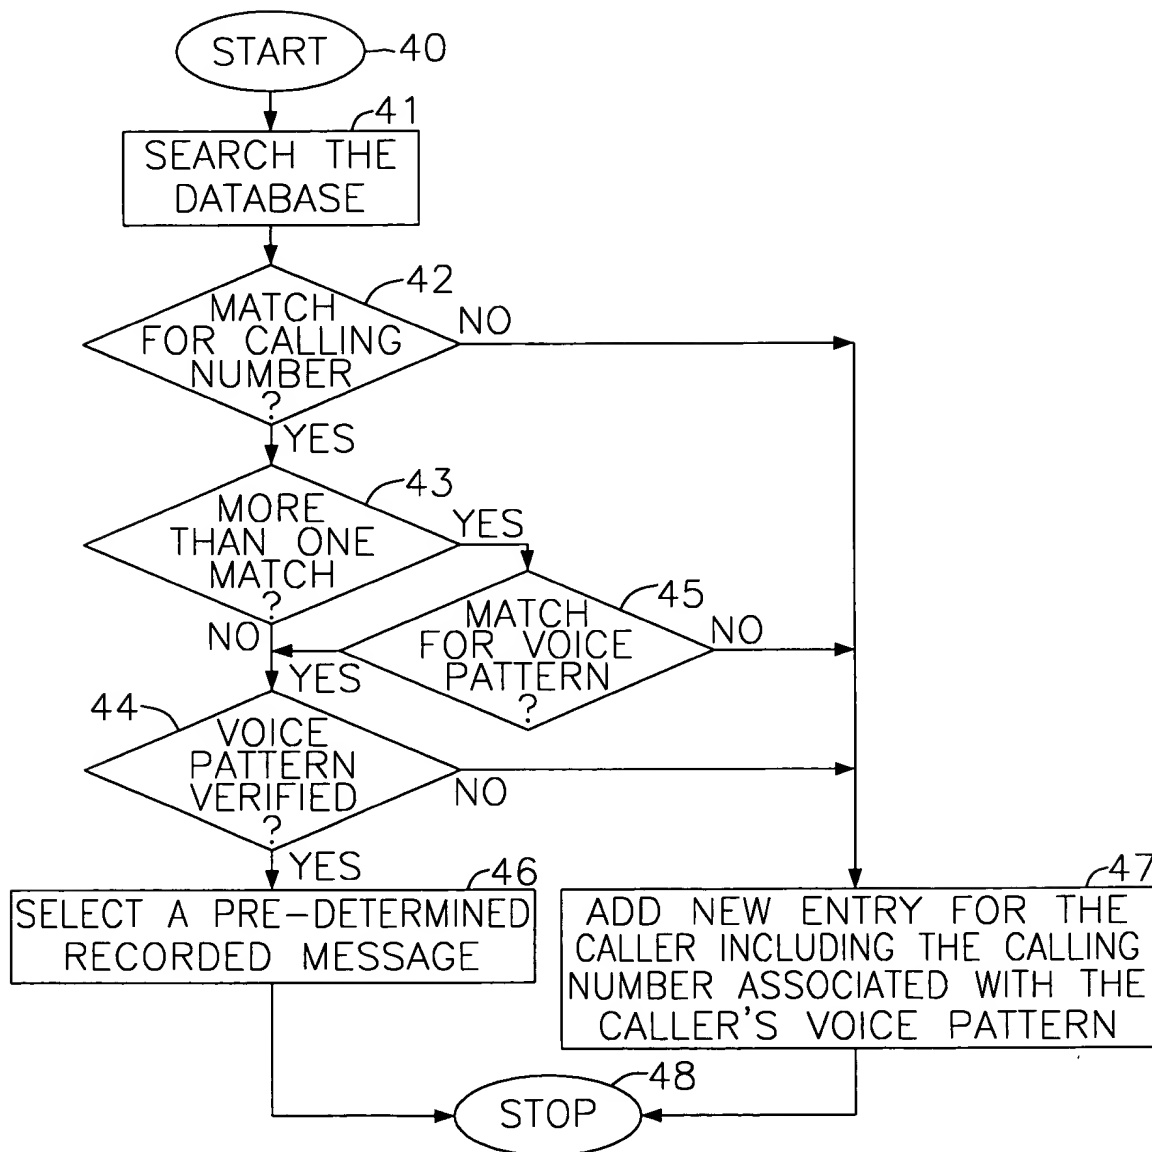 START
40
41
SEARCH THE
DATABASE
42
MATCH
FOR CALLING
NUMBER
?
NO
YES
43
MORE
THAN ONE
MATCH
?
YES
NO
45
MATCH
FOR VOICE
PATTERN
?
NO
YES
44
VOICE
PATTERN
VERIFIED
?
NO
YES
46
SELECT A PRE-DETERMINED
RECORDED MESSAGE
47
ADD NEW ENTRY FOR THE
CALLER INCLUDING THE CALLING
NUMBER ASSOCIATED WITH THE
CALLER'S VOICE PATTERN
48
STOP